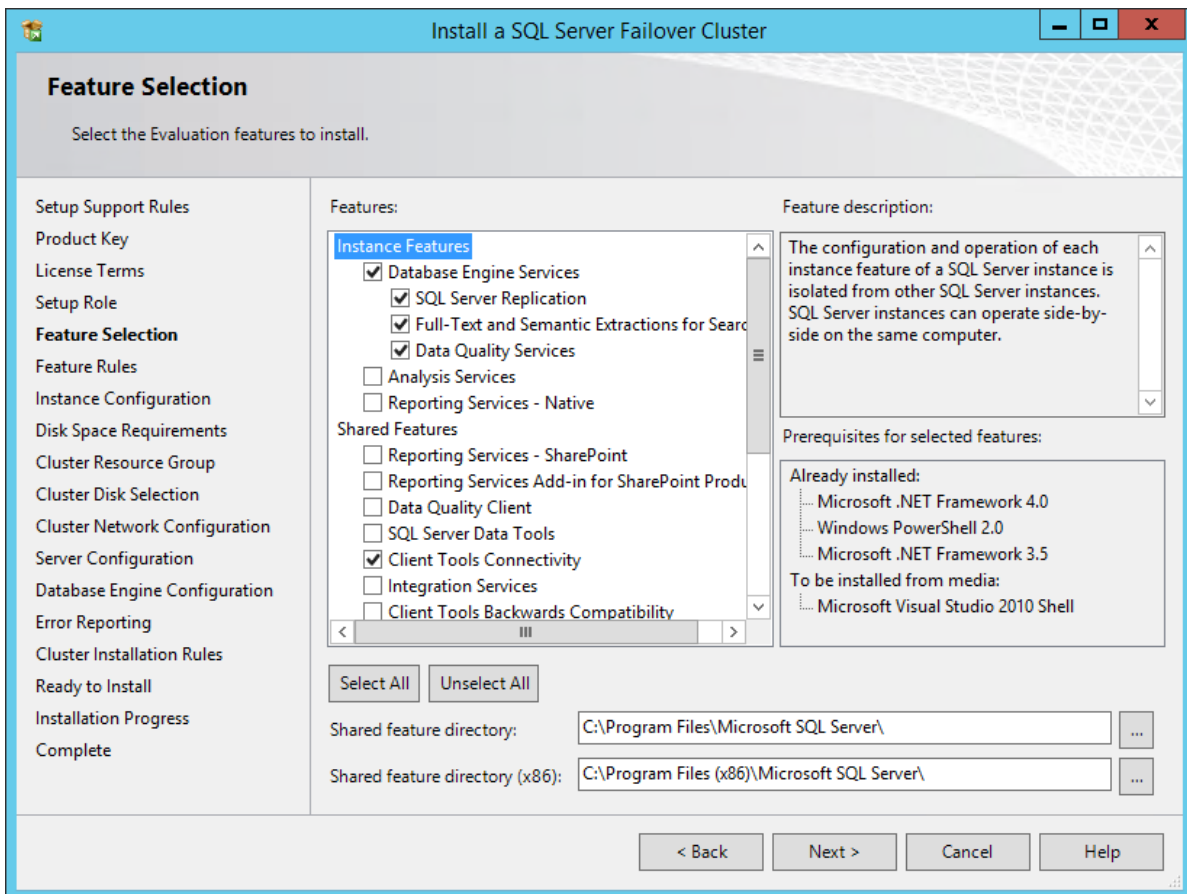 Install a SQL Server Failover Cluster
Feature Selection
Select the Evaluation features to install.
Setup Support Rules
Product Key
License Terms
Setup Role
Feature Selection
Feature Rules
Instance Configuration
Disk Space Requirements
Cluster Resource Group
Cluster Disk Selection
Cluster Network Configuration
Server Configuration
Database Engine Configuration
Error Reporting
Cluster Installation Rules
Ready to Install
Installation Progress
Complete
Features:
Instance Features
Database Engine Services
SQL Server Replication
Full-Text and Semantic Extractions for Searc
Data Quality Services
Analysis Services
Reporting Services - Native
Shared Features
Reporting Services - SharePoint
Reporting Services Add-in for SharePoint Produ
Data Quality Client
SQL Server Data Tools
Client Tools Connectivity
Integration Services
Client Tools Backwards Compatibility
Feature description:
The configuration and operation of each
instance feature of a SQL Server instance is
isolated from other SQL Server instances.
SQL Server instances can operate side-by-
side on the same computer.
Prerequisites for selected features:
Already installed:
Microsoft .NET Framework 4.0
Windows PowerShell 2.0
Microsoft .NET Framework 3.5
To be installed from media:
Microsoft Visual Studio 2010 Shell
Select All
Unselect All
Shared feature directory:
C:\Program Files\Microsoft SQL Server\
...
Shared feature directory (x86):
C:\Program Files (x86)\Microsoft SQL Server\
...
< Back
Next >
Cancel
Help